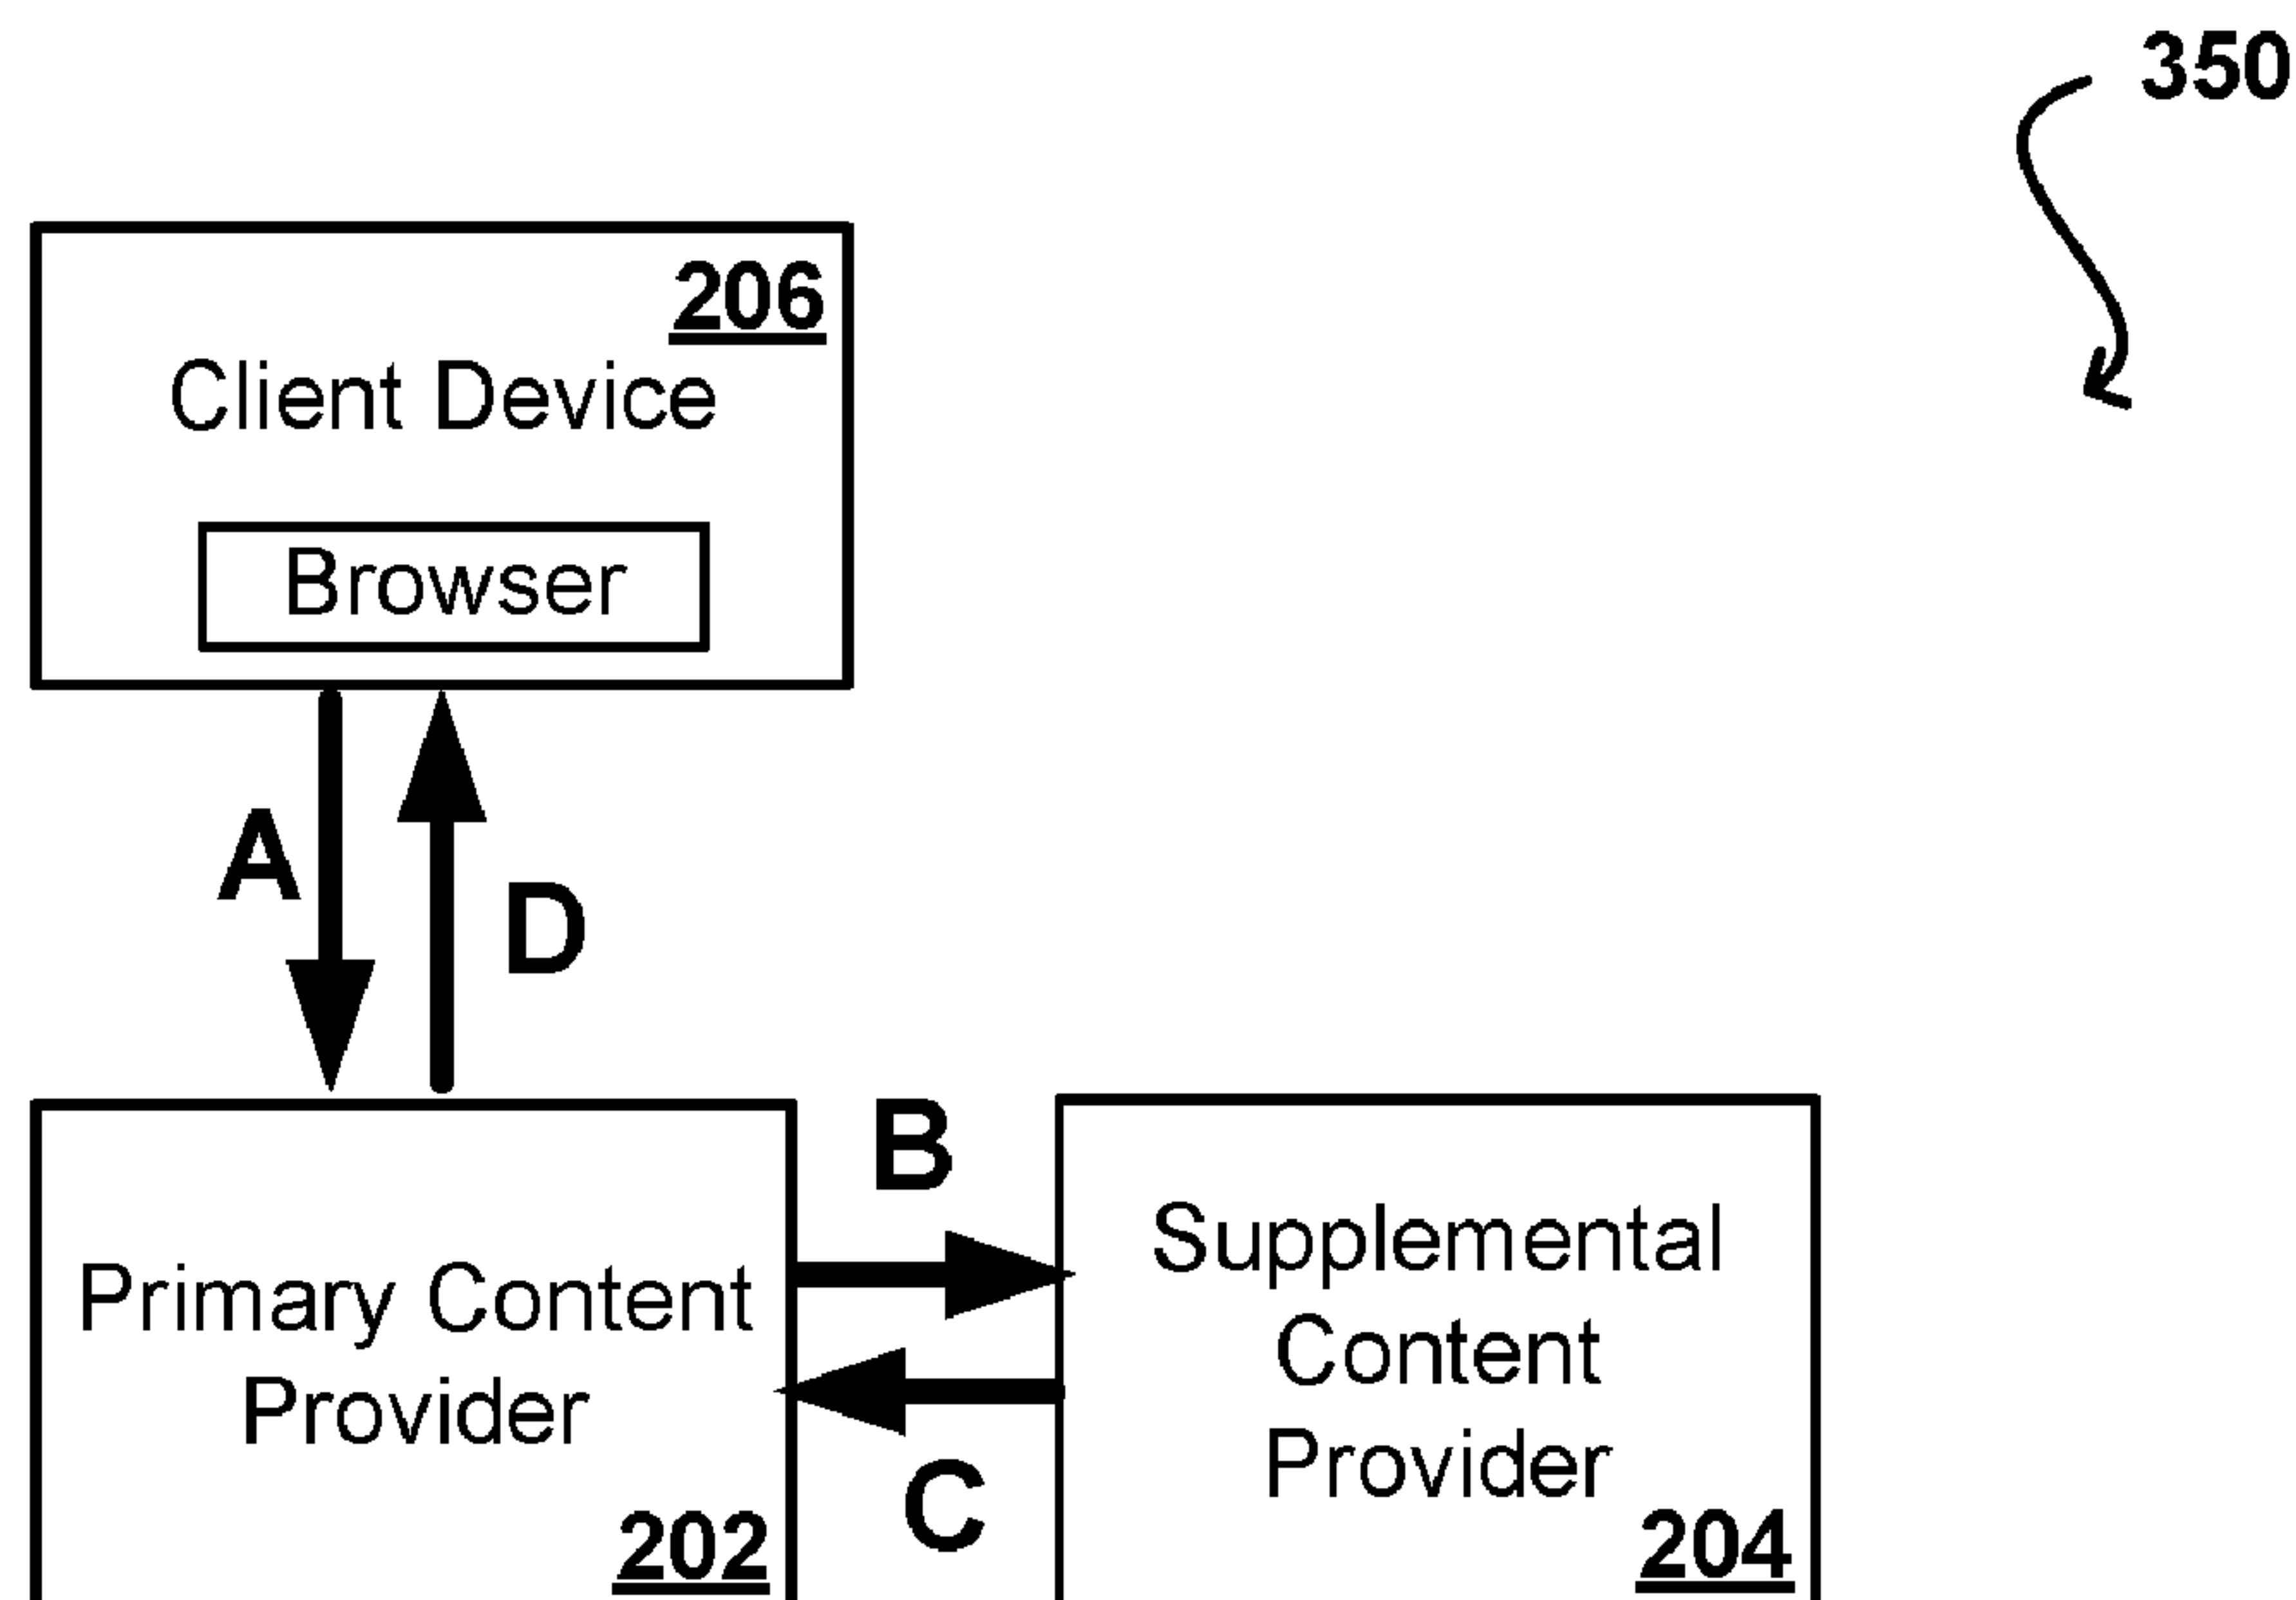 350
206
Client Device
Browser
A
D
B
Primary Content
Provider
202
C
Supplemental
Content
Provider
204